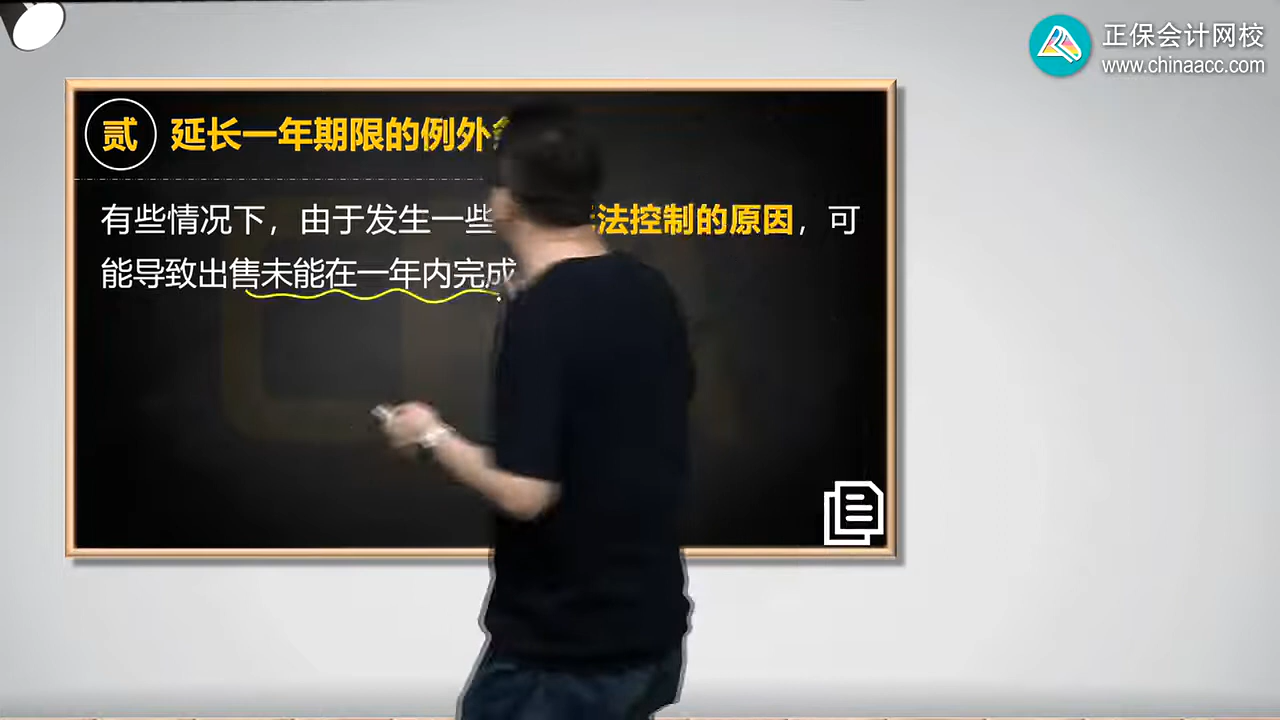 正保会计网校
www.chinaacc.com
贰 延长一年期限的例外
有些情况下，由于发生一些 法控制的原因，可
能导致出售未能在一年内完成